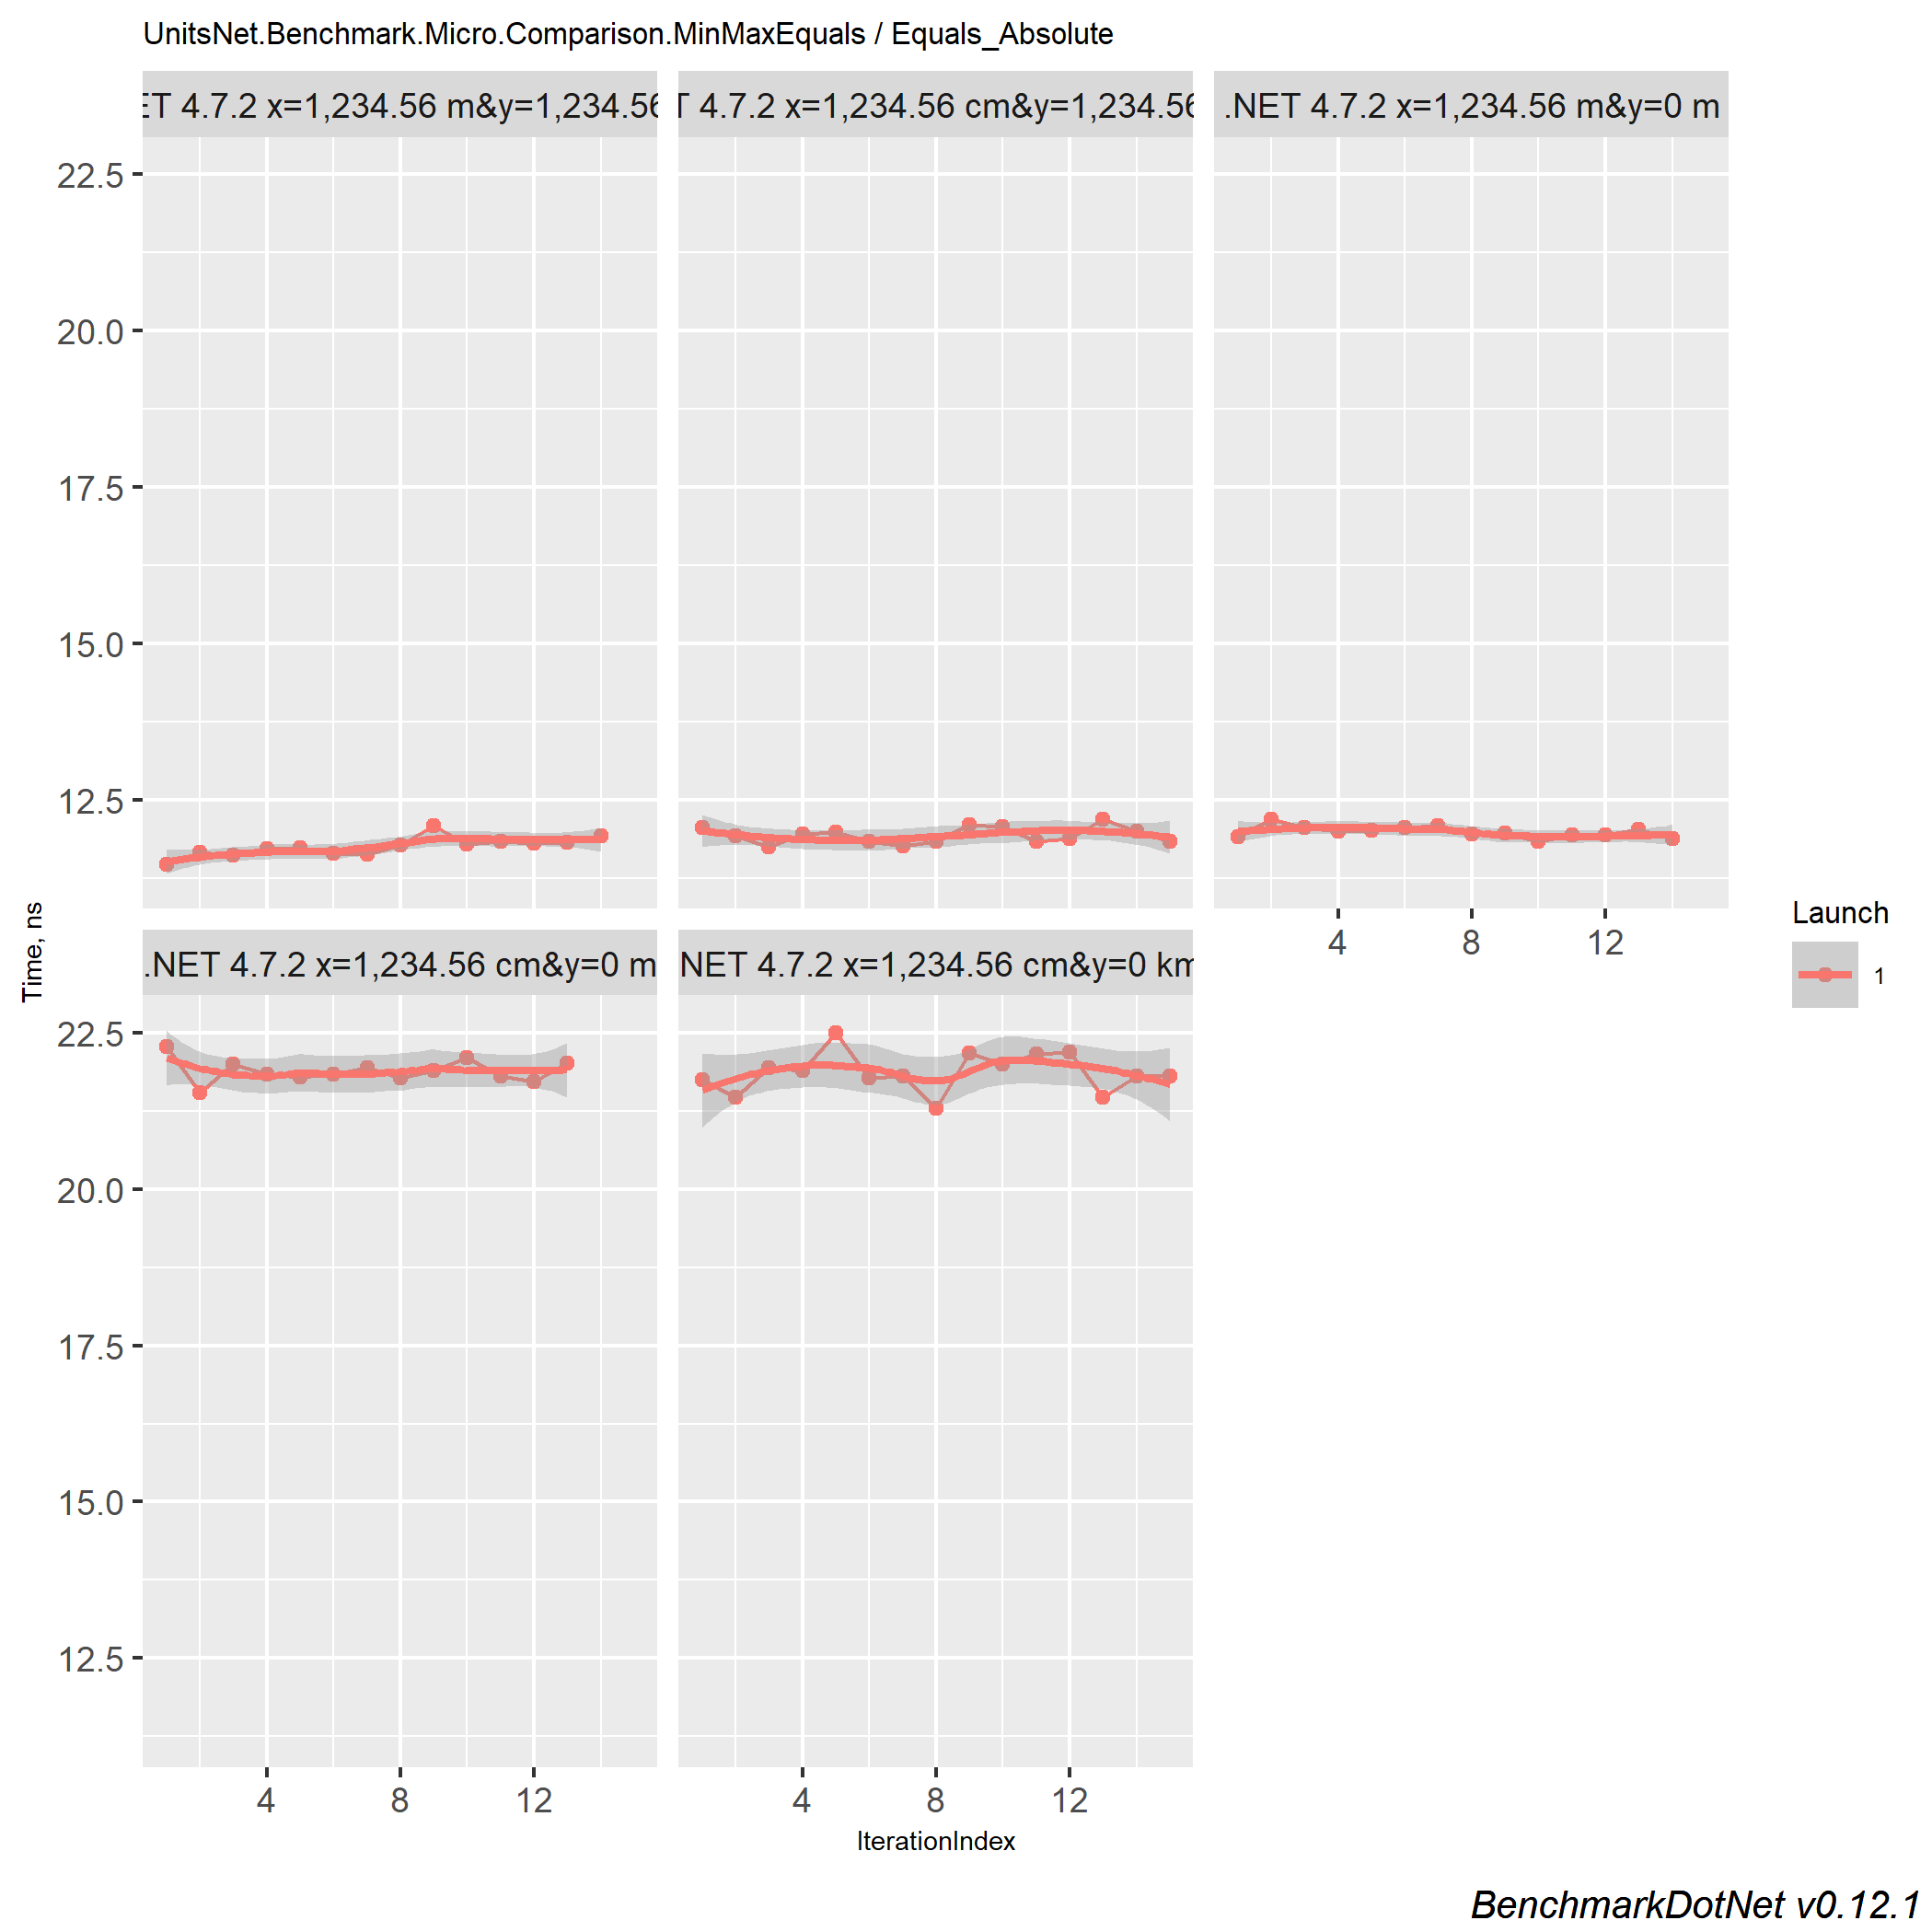 UnitsNet.Benchmark.Micro.Comparison.MinMaxEquals / Equals_Absolute
ET 4.7.2 x=1,234.56 m&y=1,234.56
T 4.7.2 x=1,234.56 cm&y=1,234.56
.NET 4.7.2 x=1,234.56 m&y=0 m
22.5
20.0
17.5
15.0
12.5
4 8 12
Time, ns
Launch
1
.NET 4.7.2 x=1,234.56 cm&y=0 m
NET 4.7.2 x=1,234.56 cm&y=0 km
22.5
20.0
17.5
15.0
12.5
4 8 12
4 8 12
IterationIndex
BenchmarkDotNet v0.12.1